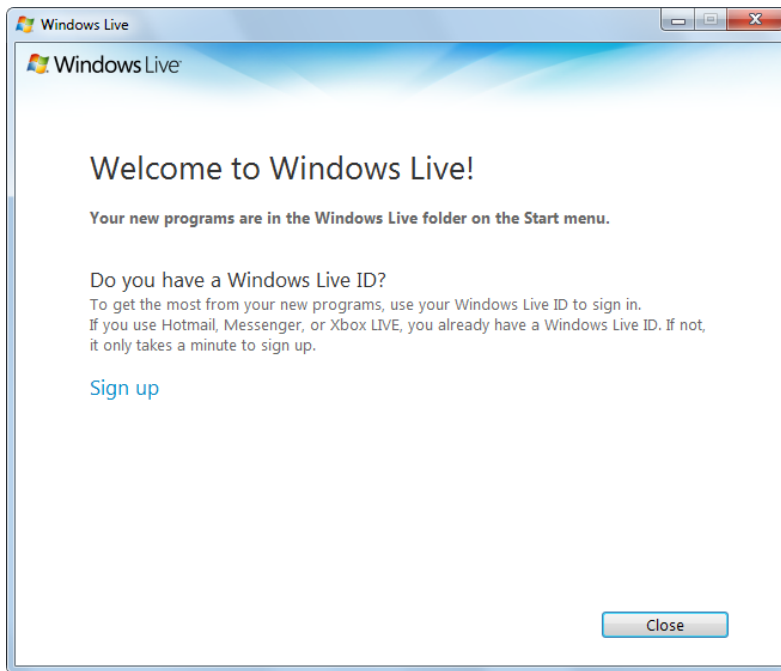 Windows Live
Windows Live
Welcome to Windows Live!
Your new programs are in the Windows Live folder on the Start menu.
Do you have a Windows Live ID?
To get the most from your new programs, use your Windows Live ID to sign in.
If you use Hotmail, Messenger, or Xbox LIVE, you already have a Windows Live ID. If not,
it only takes a minute to sign up.
Sign up
Close